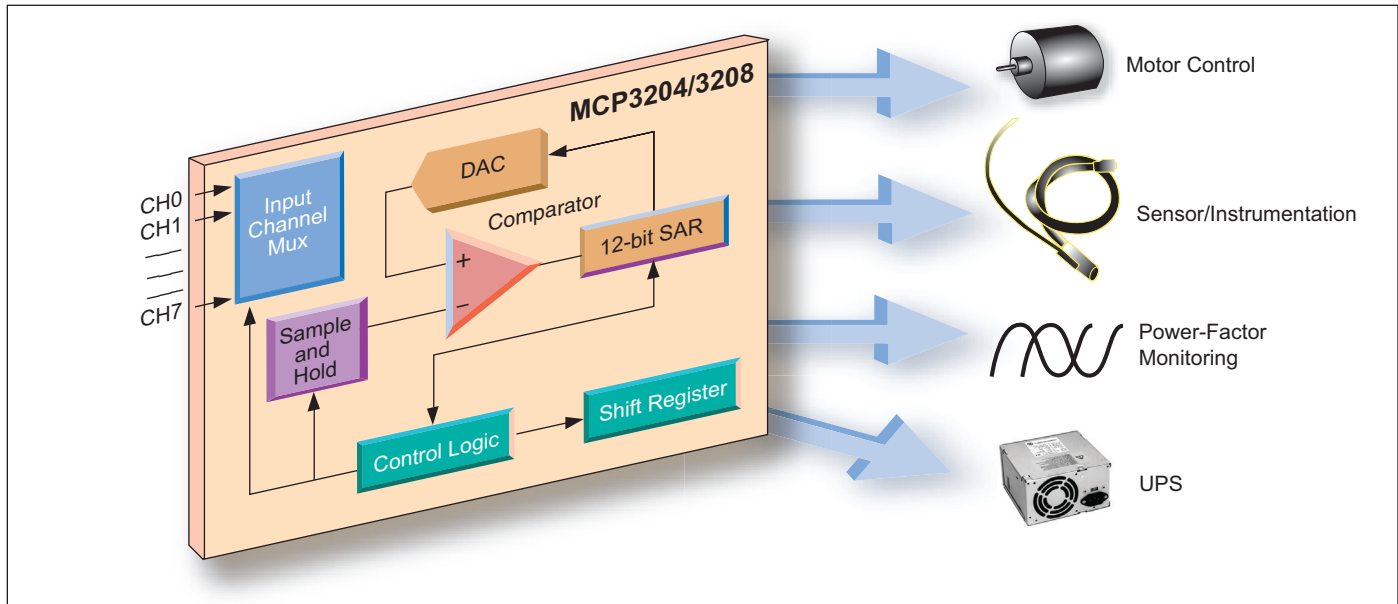 MCP3204/3208
CH0
CH1
CH7
Input
Channel
Mux
DAC
Comparator
+
–
12-bit SAR
Sample
and
Hold
Control Logic
Shift Register
Motor Control
Sensor/Instrumentation
Power-Factor
Monitoring
UPS